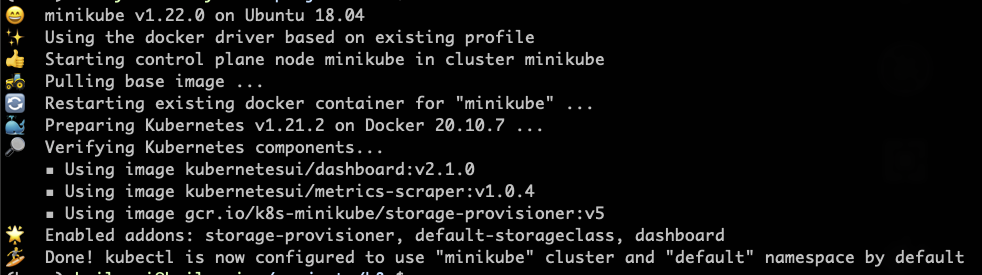 😄 minikube v1.22.0 on Ubuntu 18.04
✨ Using the docker driver based on existing profile
👍 Starting control plane node minikube in cluster minikube
🚜 Pulling base image ...
🔄 Restarting existing docker container for "minikube" ...
🐳 Preparing Kubernetes v1.21.2 on Docker 20.10.7 ...
🔎 Verifying Kubernetes components...
▪ Using image kubernetesui/dashboard:v2.1.0
▪ Using image kubernetesui/metrics-scraper:v1.0.4
▪ Using image gcr.io/k8s-minikube/storage-provisioner:v5
🌟 Enabled addons: storage-provisioner, default-storageclass, dashboard
🏄 Done! kubectl is now configured to use "minikube" cluster and "default" namespace by default